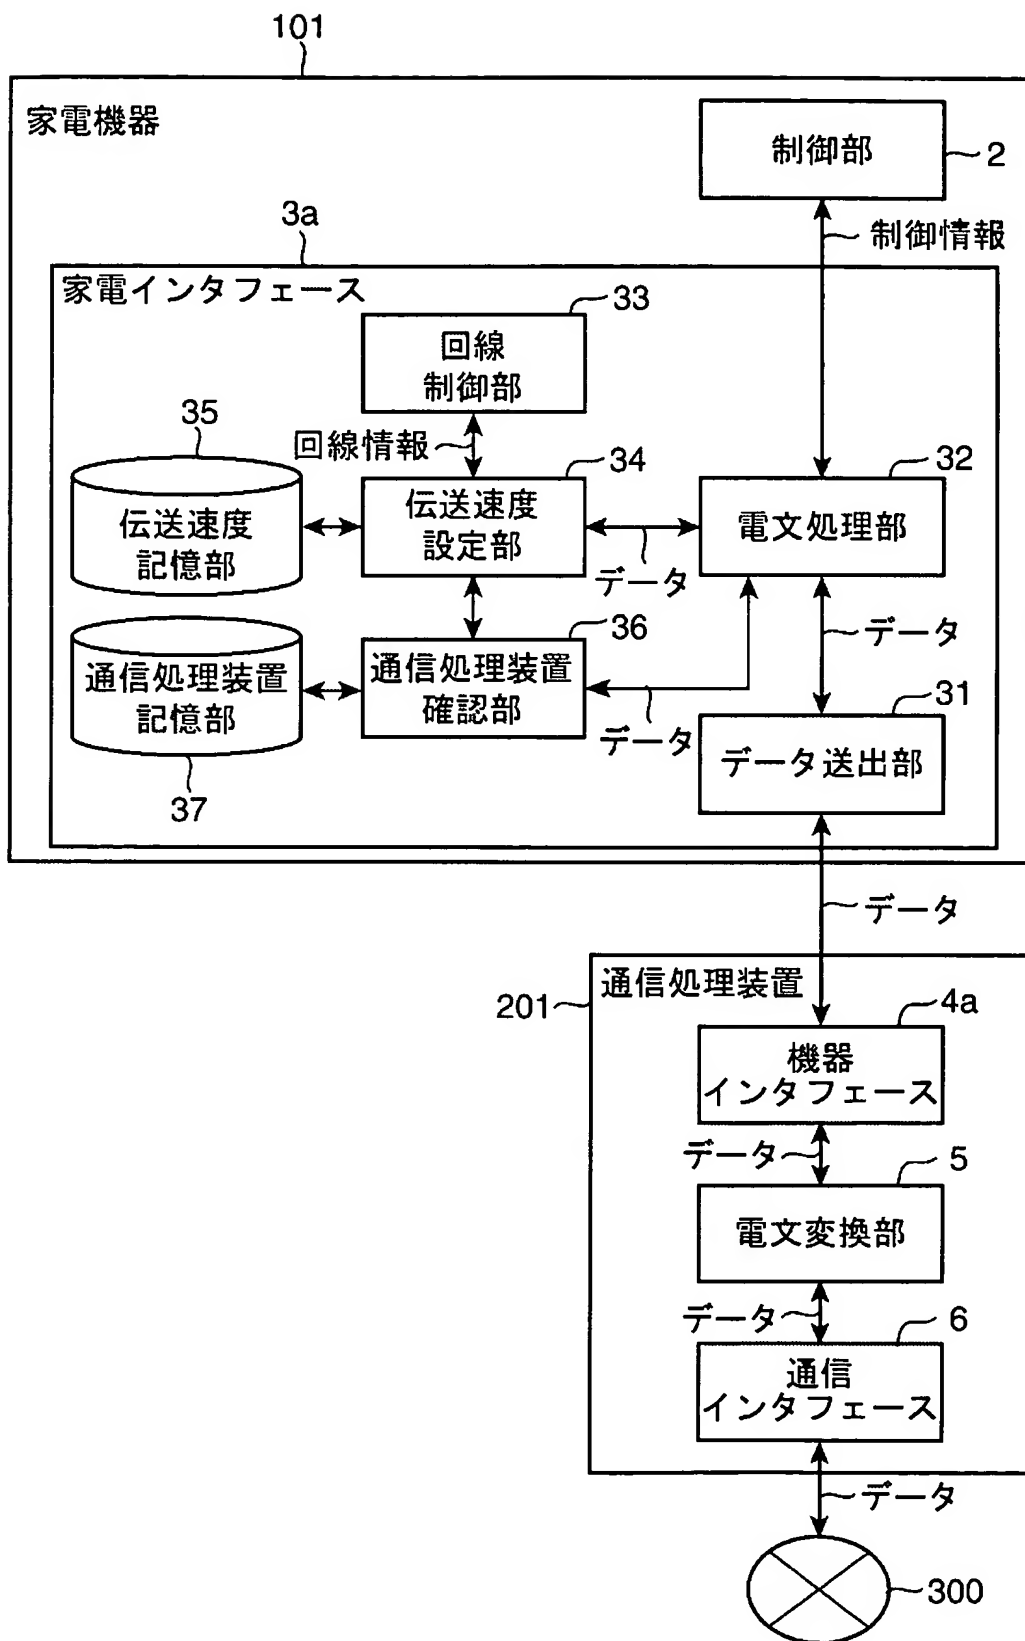 101
家電機器
制御部
2
制御情報
3a
家電インタフェース
33
回線
制御部
35
回線情報
34
32
伝送速度
記憶部
伝送速度
設定部
電文処理部
データ
36
データ
通信処理装置
記憶部
通信処理装置
確認部
データ
31
データ送出部
37
データ
通信処理装置
201
4a
機器
インタフェース
データ
5
電文変換部
データ
6
通信
インタフェース
データ
300